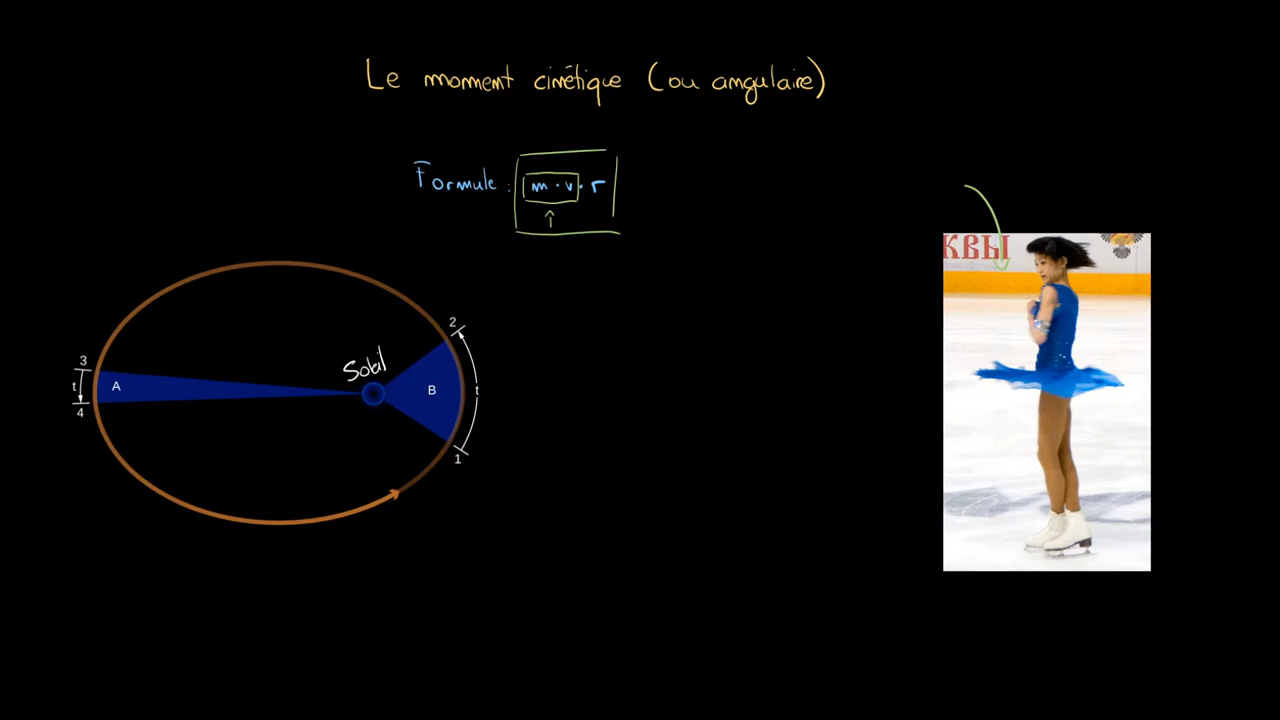 Le moment cinétique (ou angulaire)
Formule : m · v · r
КВЫ
2
3
Soleil
t
A
B
t
4
1